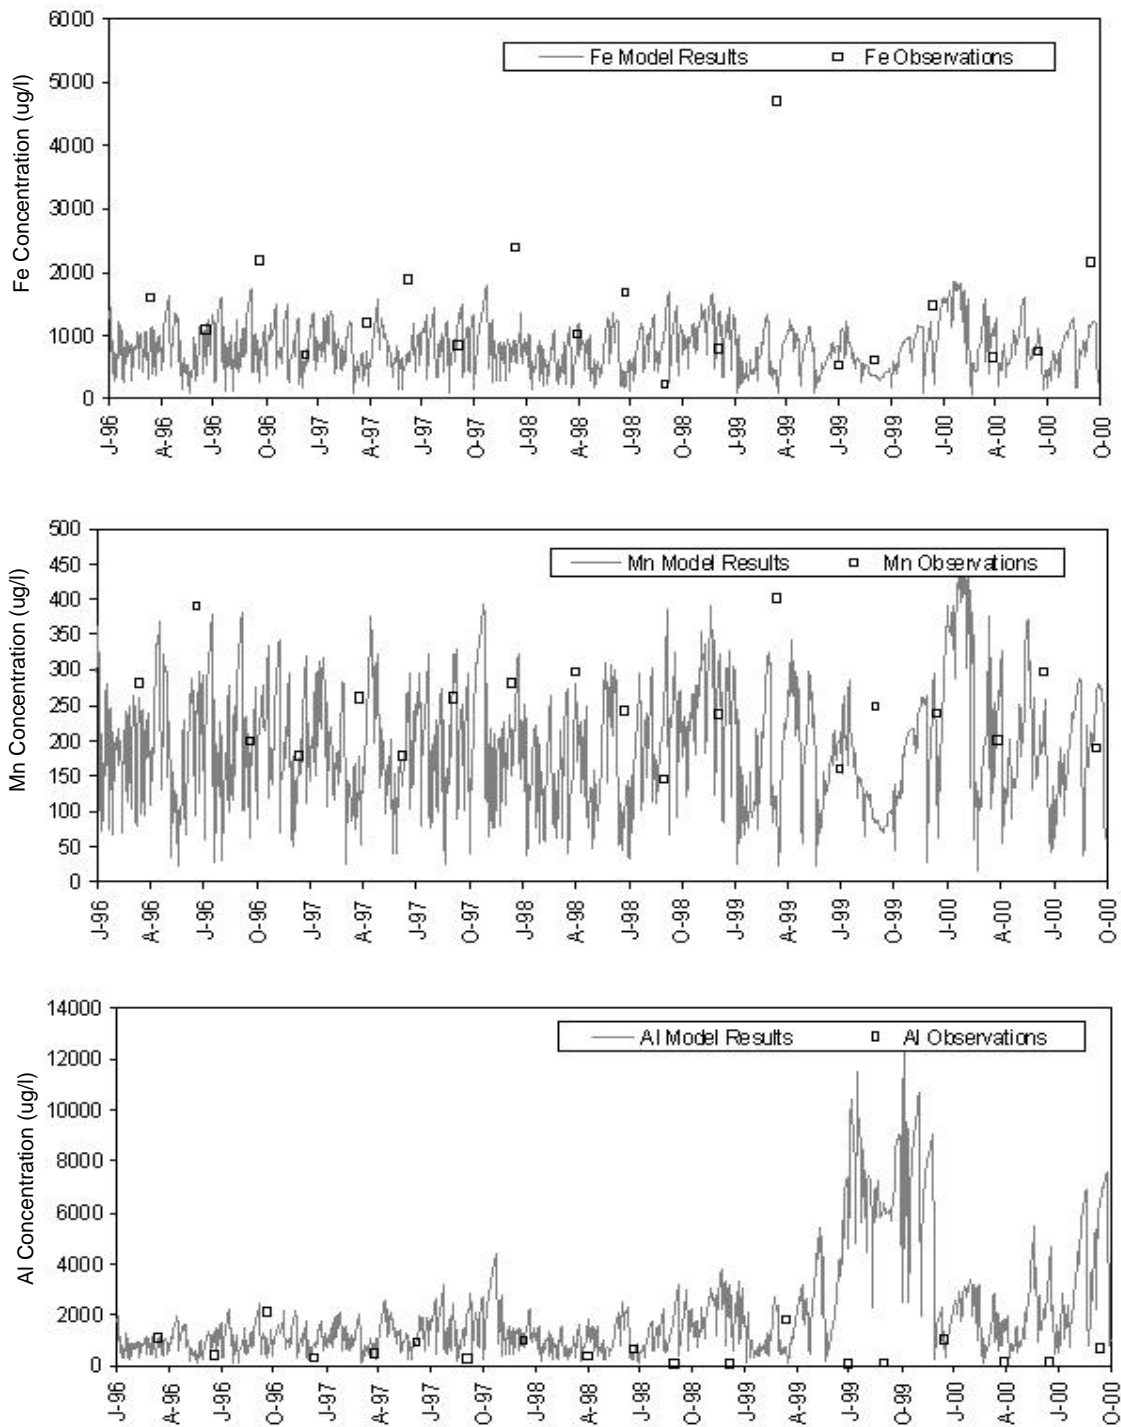 6000
Fe Model Results Fe Observations
5000
4000
3000
2000
1000
0
Fe Concentration (ug/l)
J-96 A-96 J-96 O-96 J-97 A-97 J-97 O-97 J-98 A-98 J-98 O-98 J-99 A-99 J-99 O-99 J-00 A-00 J-00 O-00
500
Mn Model Results Mn Observations
450
400
350
300
250
200
150
100
50
0
Mn Concentration (ug/l)
J-96 A-96 J-96 O-96 J-97 A-97 J-97 O-97 J-98 A-98 J-98 O-98 J-99 A-99 J-99 O-99 J-00 A-00 J-00 O-00
14000
Al Model Results Al Observations
12000
10000
8000
6000
4000
2000
0
Al Concentration (ug/l)
J-96 A-96 J-96 O-96 J-97 A-97 J-97 O-97 J-98 A-98 J-98 O-98 J-99 A-99 J-99 O-99 J-00 A-00 J-00 O-00